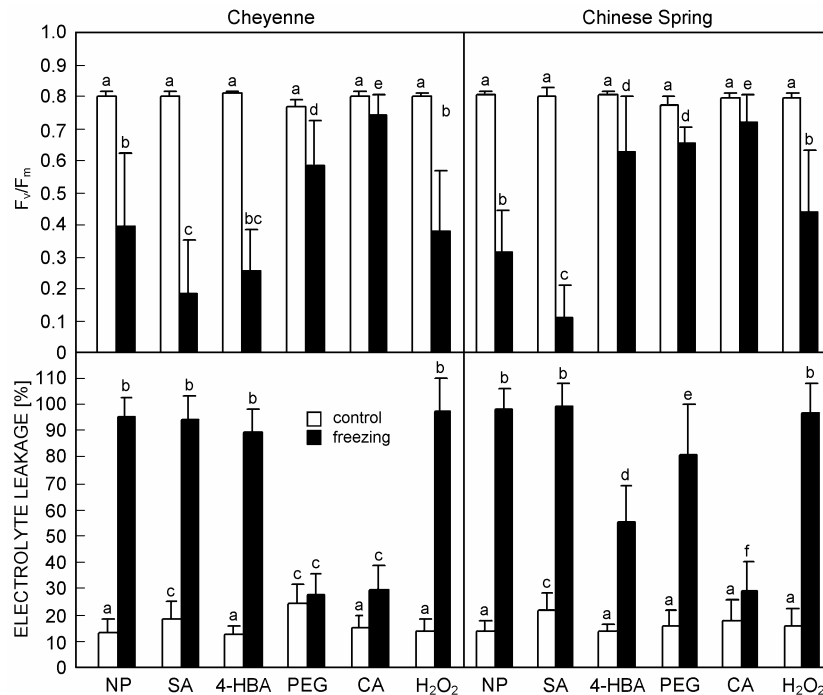 Cheyenne Chinese Spring
1.0
0.9
0.8
0.7
0.6
0.5
0.4
0.3
0.2
0.1
0
Fv/Fm
a b a c a bc a d a e a b
a b a c a d a d a e a b
110
100
90
80
70
60
50
40
30
20
10
0
ELECTROLYTE LEAKAGE [%]
control
freezing
a b c b a b c c a c a b
a b c b a d a e a f a b
NP SA 4-HBA PEG CA H₂O₂ NP SA 4-HBA PEG CA H₂O₂